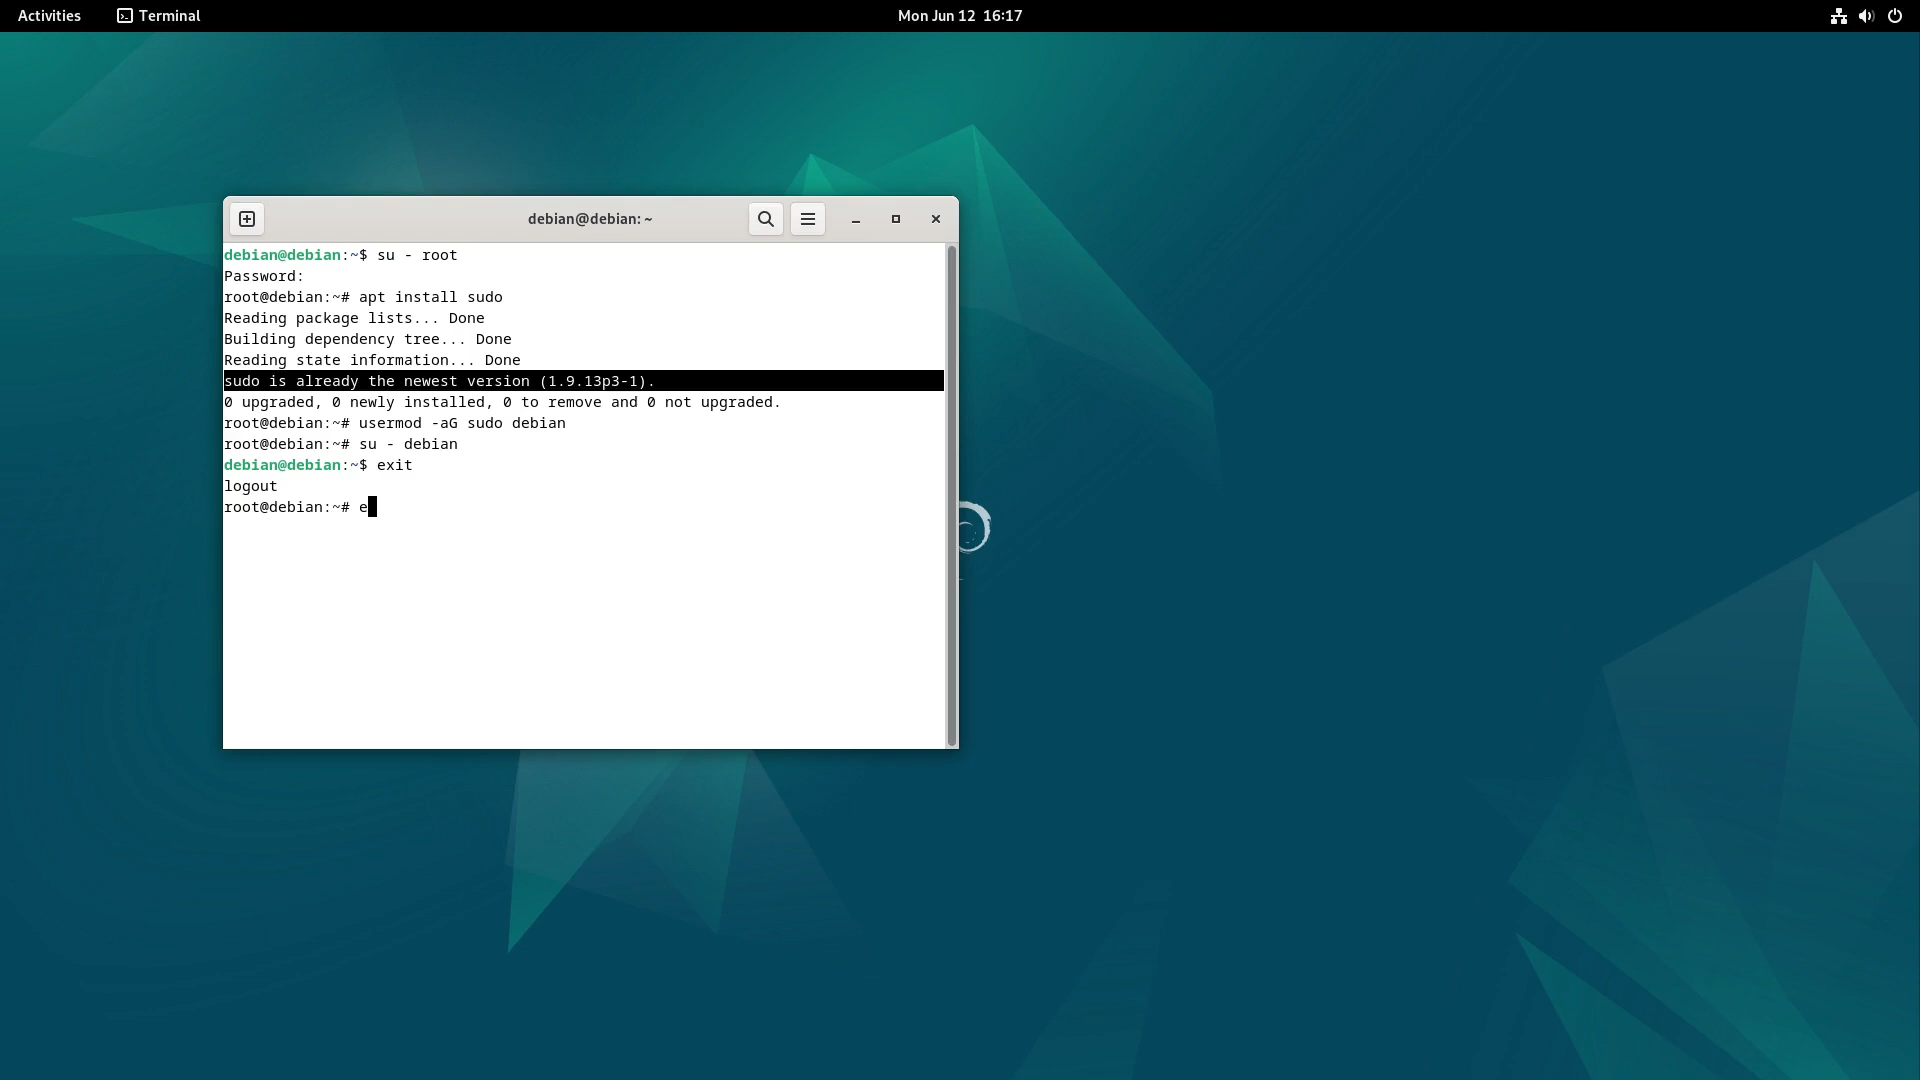 Activities Terminal Mon Jun 12 16:17
debian@debian: ~
debian@debian:~$ su - root
Password:
root@debian:~# apt install sudo
Reading package lists... Done
Building dependency tree... Done
Reading state information... Done
sudo is already the newest version (1.9.13p3-1).
0 upgraded, 0 newly installed, 0 to remove and 0 not upgraded.
root@debian:~# usermod -aG sudo debian
root@debian:~# su - debian
debian@debian:~$ exit
logout
root@debian:~# e